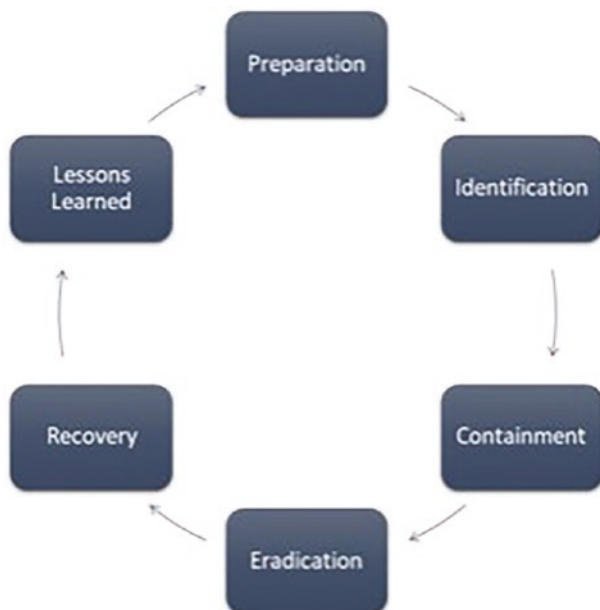 Preparation
Identification
Containment
Eradication
Recovery
Lessons
Learned